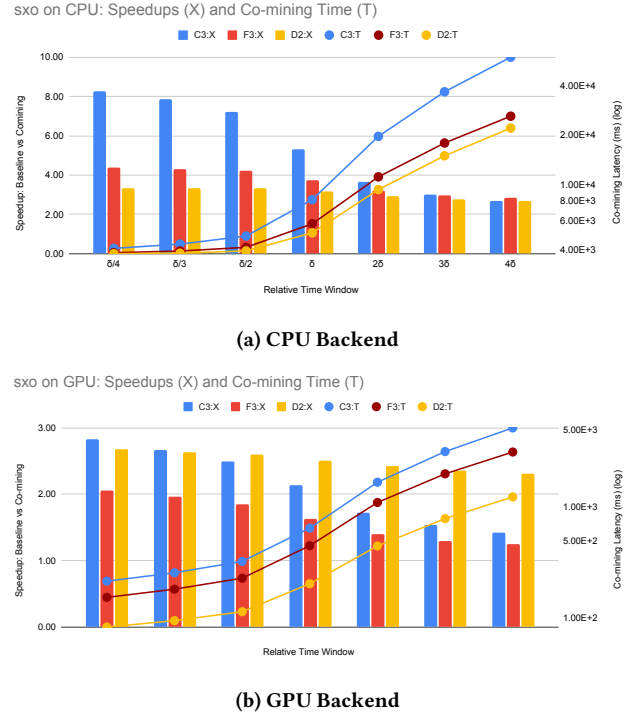 sxo on CPU: Speedups (X) and Co-mining Time (T)
C3:X F3:X D2:X C3:T F3:T D2:T
10.00
8.00
6.00
4.00
2.00
0.00
Speedup: Baseline vs Comining
4.00E+4
2.00E+4
1.00E+4
8.00E+3
6.00E+3
4.00E+3
Co-mining Latency (ms) (log)
δ/4 δ/3 δ/2 δ 2δ 3δ 4δ
Relative Time Window
(a) CPU Backend
sxo on GPU: Speedups (X) and Co-mining Time (T)
C3:X F3:X D2:X C3:T F3:T D2:T
3.00
2.00
1.00
0.00
Speedup: Baseline vs Co-mining
5.00E+3
1.00E+3
5.00E+2
1.00E+2
Co-mining Latency (ms) (log)
Relative Time Window
(b) GPU Backend